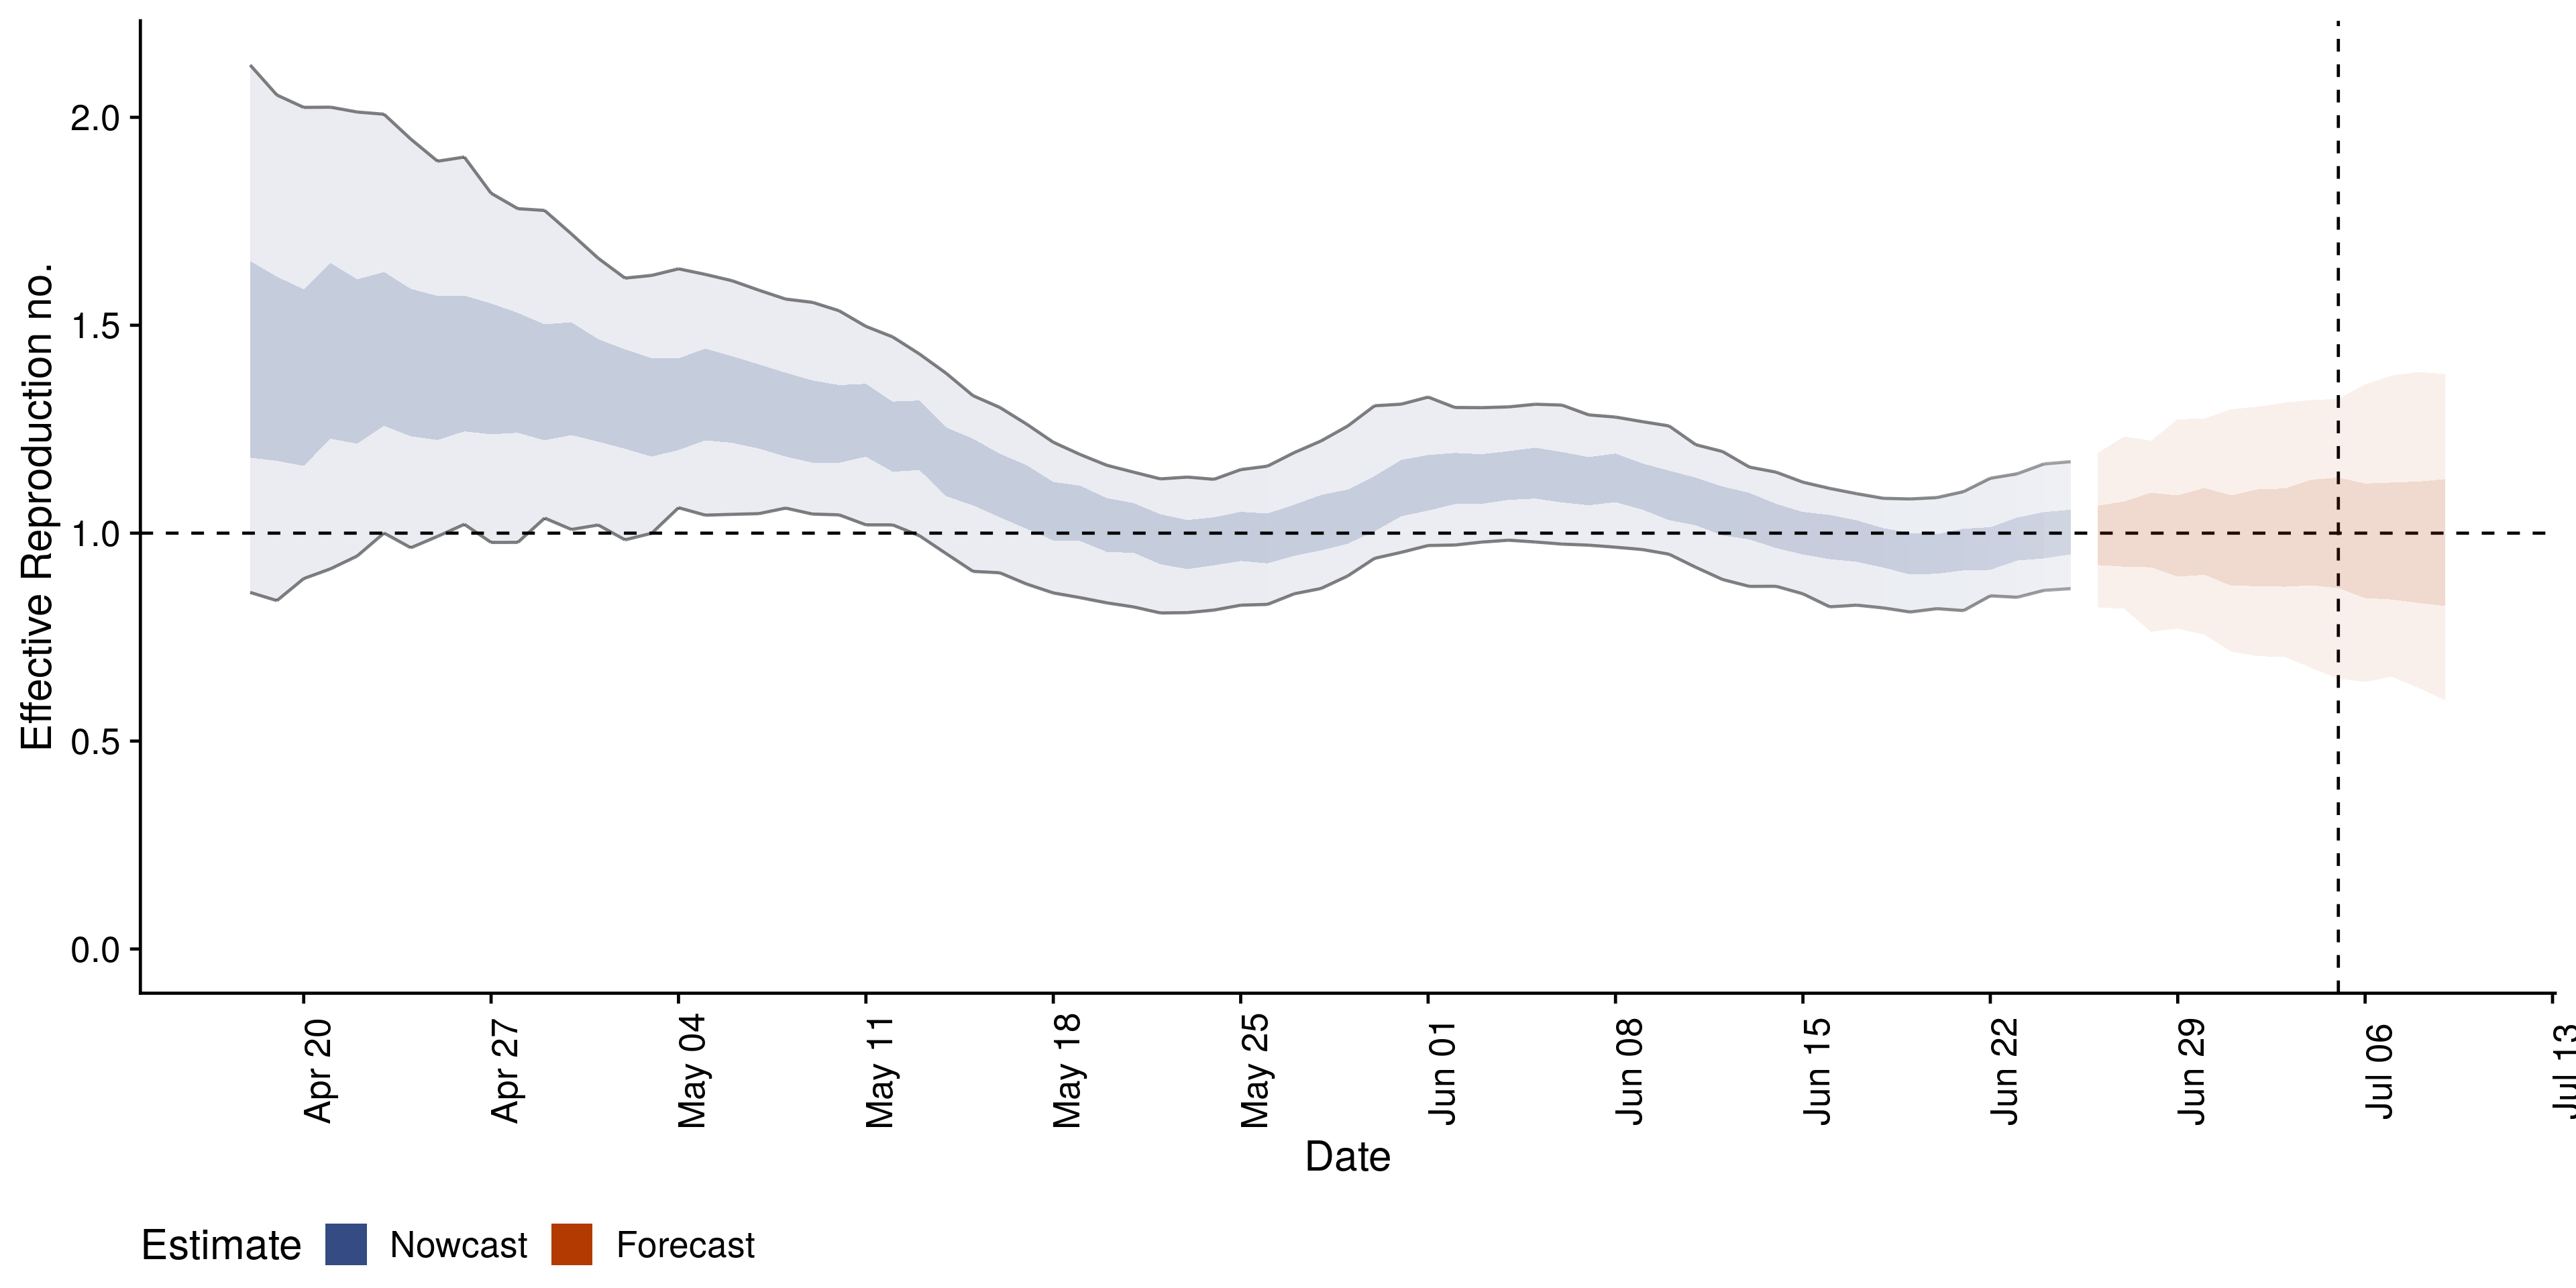 Effective Reproduction no.
2.0
1.5
1.0
0.5
0.0
Apr 20
Apr 27
May 04
May 11
May 18
May 25
Jun 01
Jun 08
Jun 15
Jun 22
Jun 29
Jul 06
Jul 13
Date
Estimate Nowcast Forecast